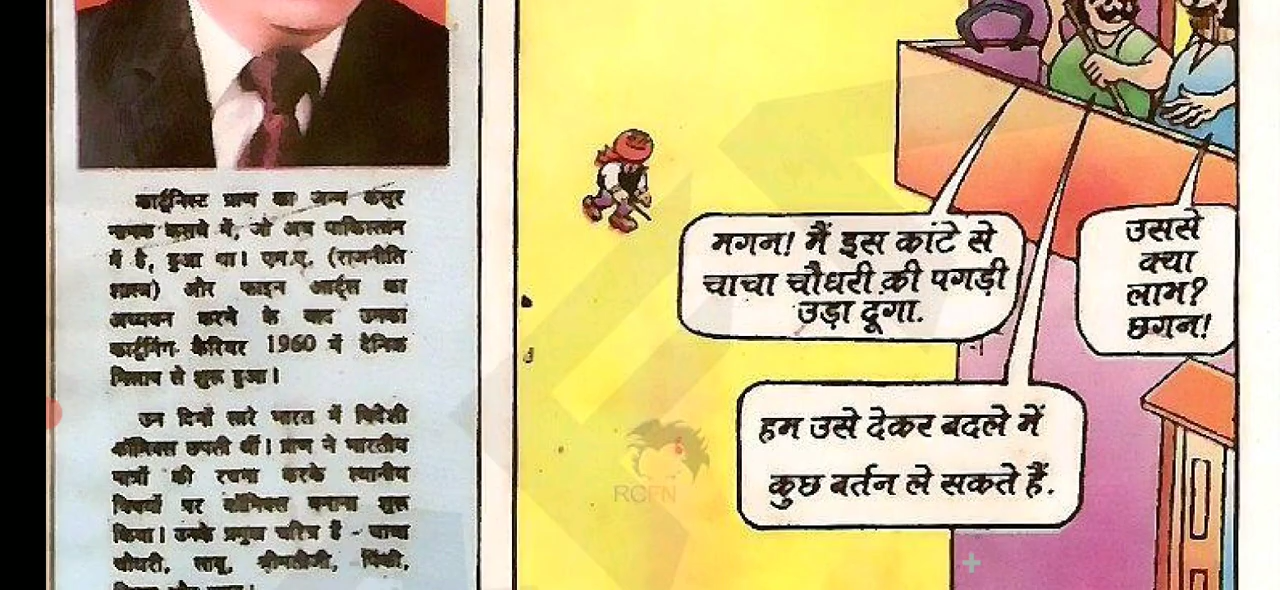 कार्टूनिस्ट प्राण का जन्म कसूर
नामक कस्बे में, जो अब पाकिस्तान
में है, हुआ था। एम.ए. (राजनीति
शास्त्र) और फाइन आर्ट्स का
अध्ययन करने के बाद उनका
कार्टूनिंग कैरियर 1960 में दैनिक
मिलाप से शुरू हुआ।
उन दिनों सारे भारत में विदेशी
कॉमिक्स छपती थीं। प्राण ने भारतीय
पात्रों की रचना करके स्थानीय
विषयों पर कॉमिक्स बनाना शुरू
किया। उनके प्रमुख चरित्र हैं - चाचा
चौधरी, साबू, श्रीमतीजी, पिंकी,
मगन! मैं इस कांटे से
चाचा चौधरी की पगड़ी
उड़ा दूगा.
उससे
क्या
लाभ?
छगन!
हम उसे देकर बदले में
कुछ बर्तन ले सकते हैं.
RCFN